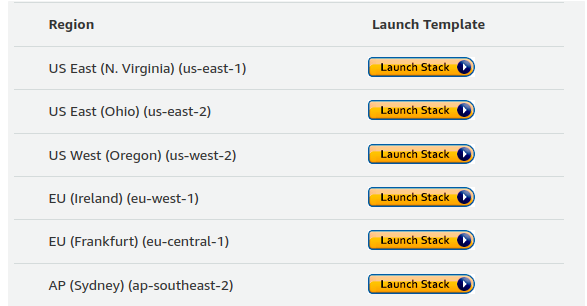 Region Launch Template
US East (N. Virginia) (us-east-1) Launch Stack
US East (Ohio) (us-east-2) Launch Stack
US West (Oregon) (us-west-2) Launch Stack
EU (Ireland) (eu-west-1) Launch Stack
EU (Frankfurt) (eu-central-1) Launch Stack
AP (Sydney) (ap-southeast-2) Launch Stack